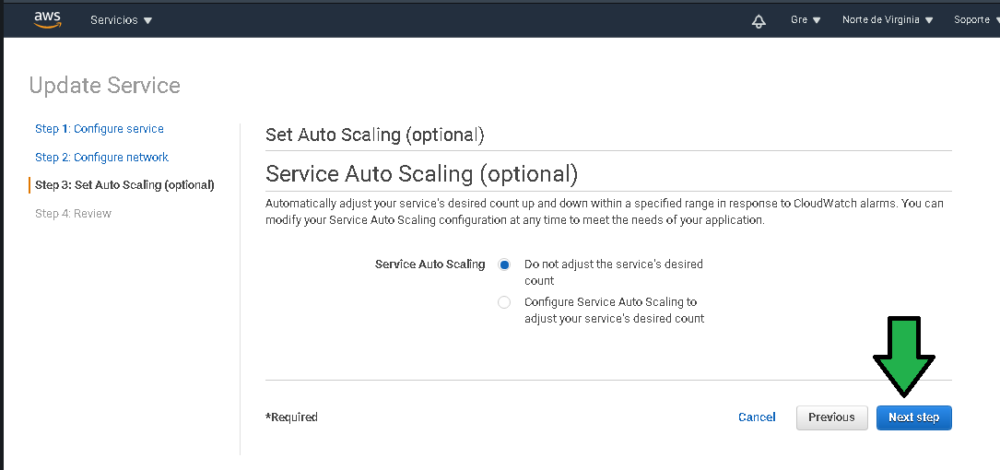 aws Servicios Gre Norte de Virginia Soporte
Update Service
Step 1: Configure service
Step 2: Configure network
Step 3: Set Auto Scaling (optional)
Step 4: Review
Set Auto Scaling (optional)
Service Auto Scaling (optional)
Automatically adjust your service's desired count up and down within a specified range in response to CloudWatch alarms. You can
modify your Service Auto Scaling configuration at any time to meet the needs of your application.
Service Auto Scaling
Do not adjust the service's desired
count
Configure Service Auto Scaling to
adjust your service's desired count
*Required
Cancel Previous Next step